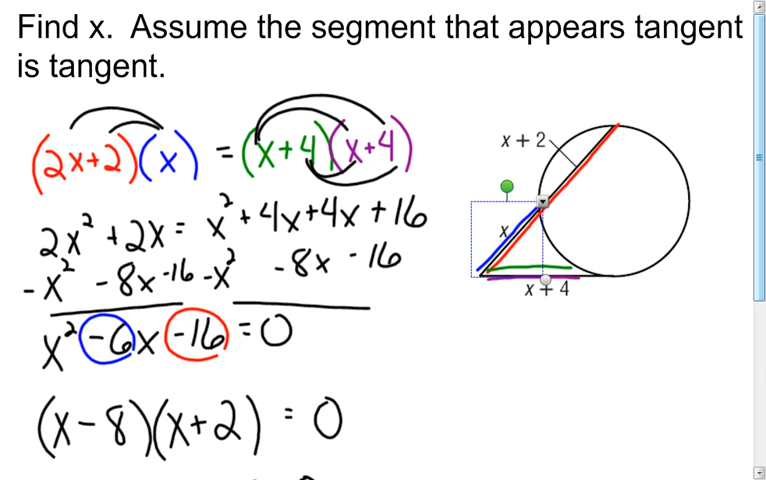 Find x. Assume the segment that appears tangent
is tangent.
(2x+2)(x) = (x+4)(x+4)
2x² + 2x = x² + 4x + 4x + 16
-x² - 8x - 16 -x² - 8x - 16
x² - 6x - 16 = 0
(x - 8)(x + 2) = 0
x + 2
x
x + 4